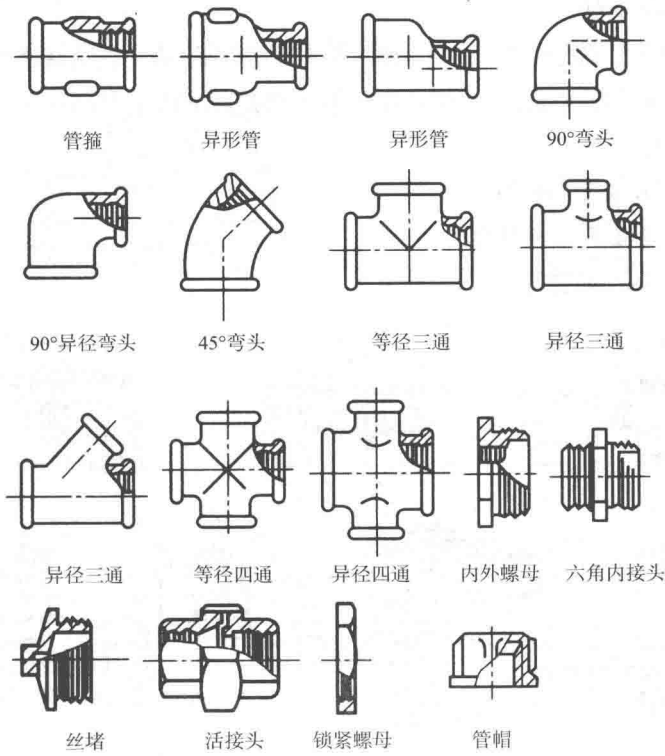 管箍 异形管 异形管 90°弯头
90°异径弯头 45°弯头 等径三通 异径三通
异径三通 等径四通 异径四通 内外螺母 六角内接头
丝堵 活接头 锁紧螺母 管帽